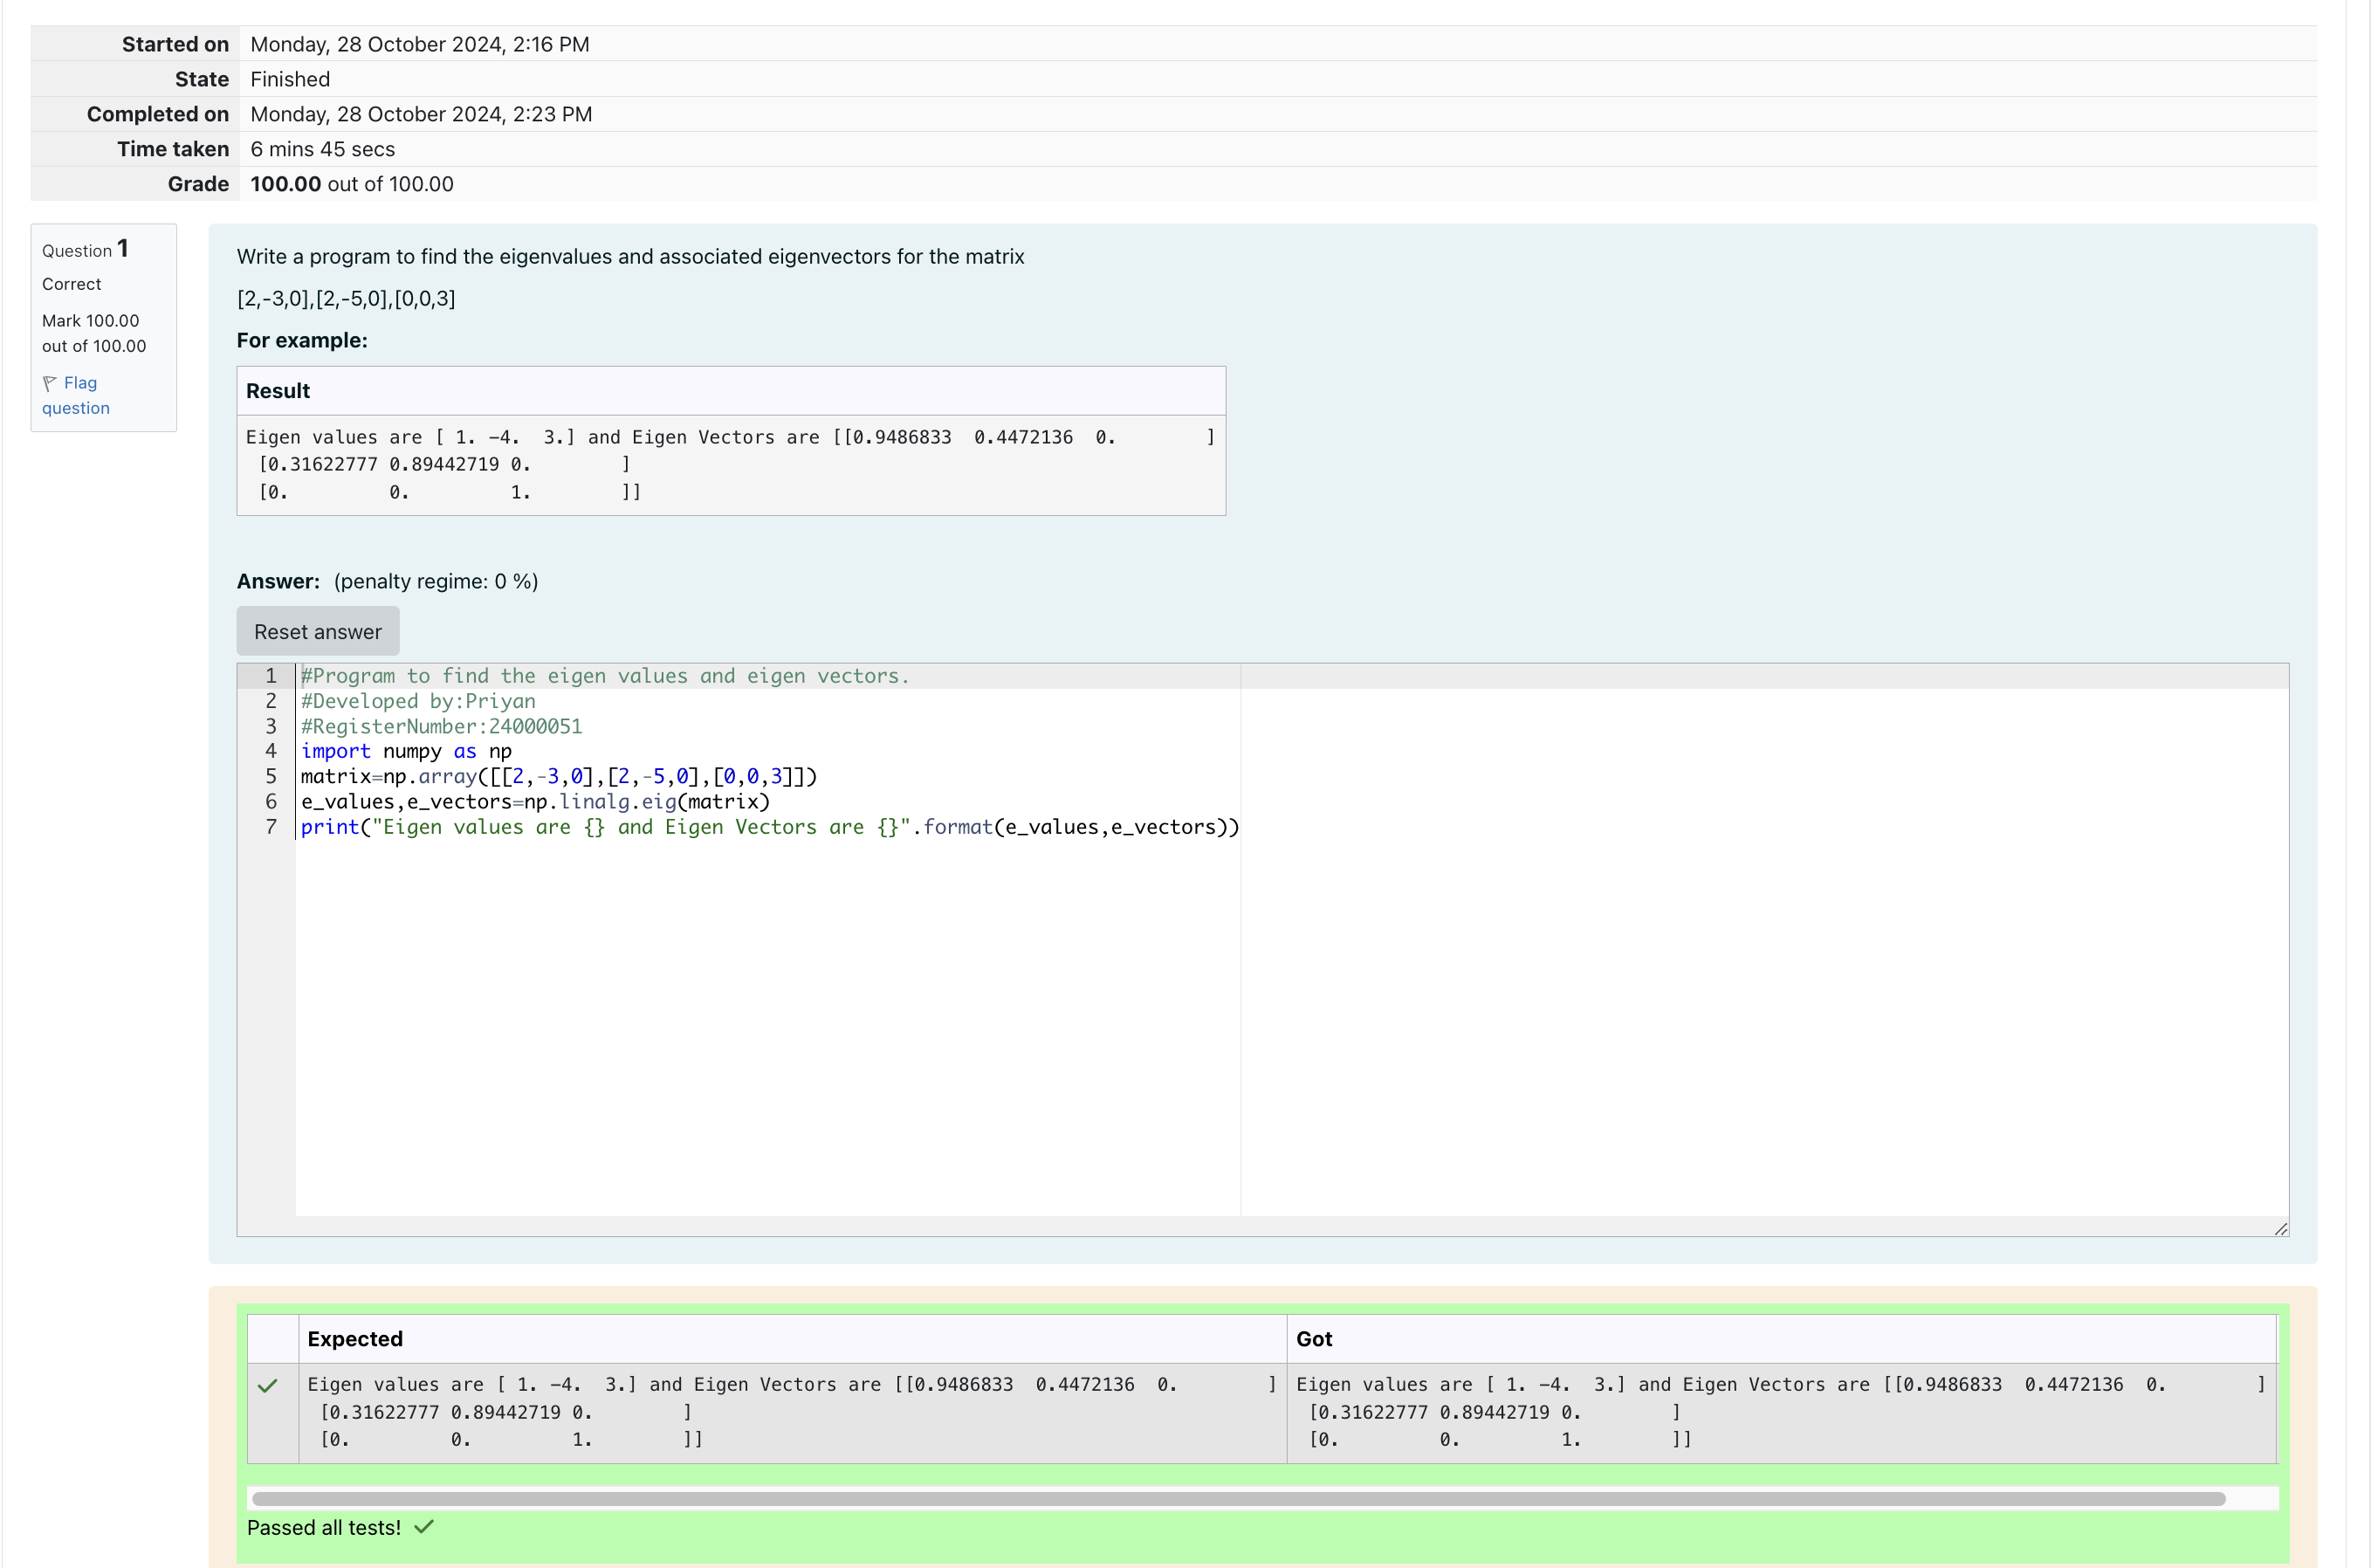 Started on Monday, 28 October 2024, 2:16 PM
State Finished
Completed on Monday, 28 October 2024, 2:23 PM
Time taken 6 mins 45 secs
Grade 100.00 out of 100.00
Question 1
Correct
Mark 100.00
out of 100.00
Flag
question
Write a program to find the eigenvalues and associated eigenvectors for the matrix
[2,-3,0],[2,-5,0],[0,0,3]
For example:
Result
Eigen values are [ 1. -4.  3.] and Eigen Vectors are [[0.9486833  0.4472136  0.        ]
 [0.31622777 0.89442719 0.        ]
 [0.         0.         1.        ]]
Answer: (penalty regime: 0 %)
Reset answer
1 #Program to find the eigen values and eigen vectors.
2 #Developed by:Priyan
3 #RegisterNumber:24000051
4 import numpy as np
5 matrix=np.array([[2,-3,0],[2,-5,0],[0,0,3]])
6 e_values,e_vectors=np.linalg.eig(matrix)
7 print("Eigen values are {} and Eigen Vectors are {}".format(e_values,e_vectors))
Expected Got
Eigen values are [ 1. -4.  3.] and Eigen Vectors are [[0.9486833  0.4472136  0.        ] Eigen values are [ 1. -4.  3.] and Eigen Vectors are [[0.9486833  0.4472136  0.        ]
 [0.31622777 0.89442719 0.        ]  [0.31622777 0.89442719 0.        ]
 [0.         0.         1.        ]]  [0.         0.         1.        ]]
Passed all tests!